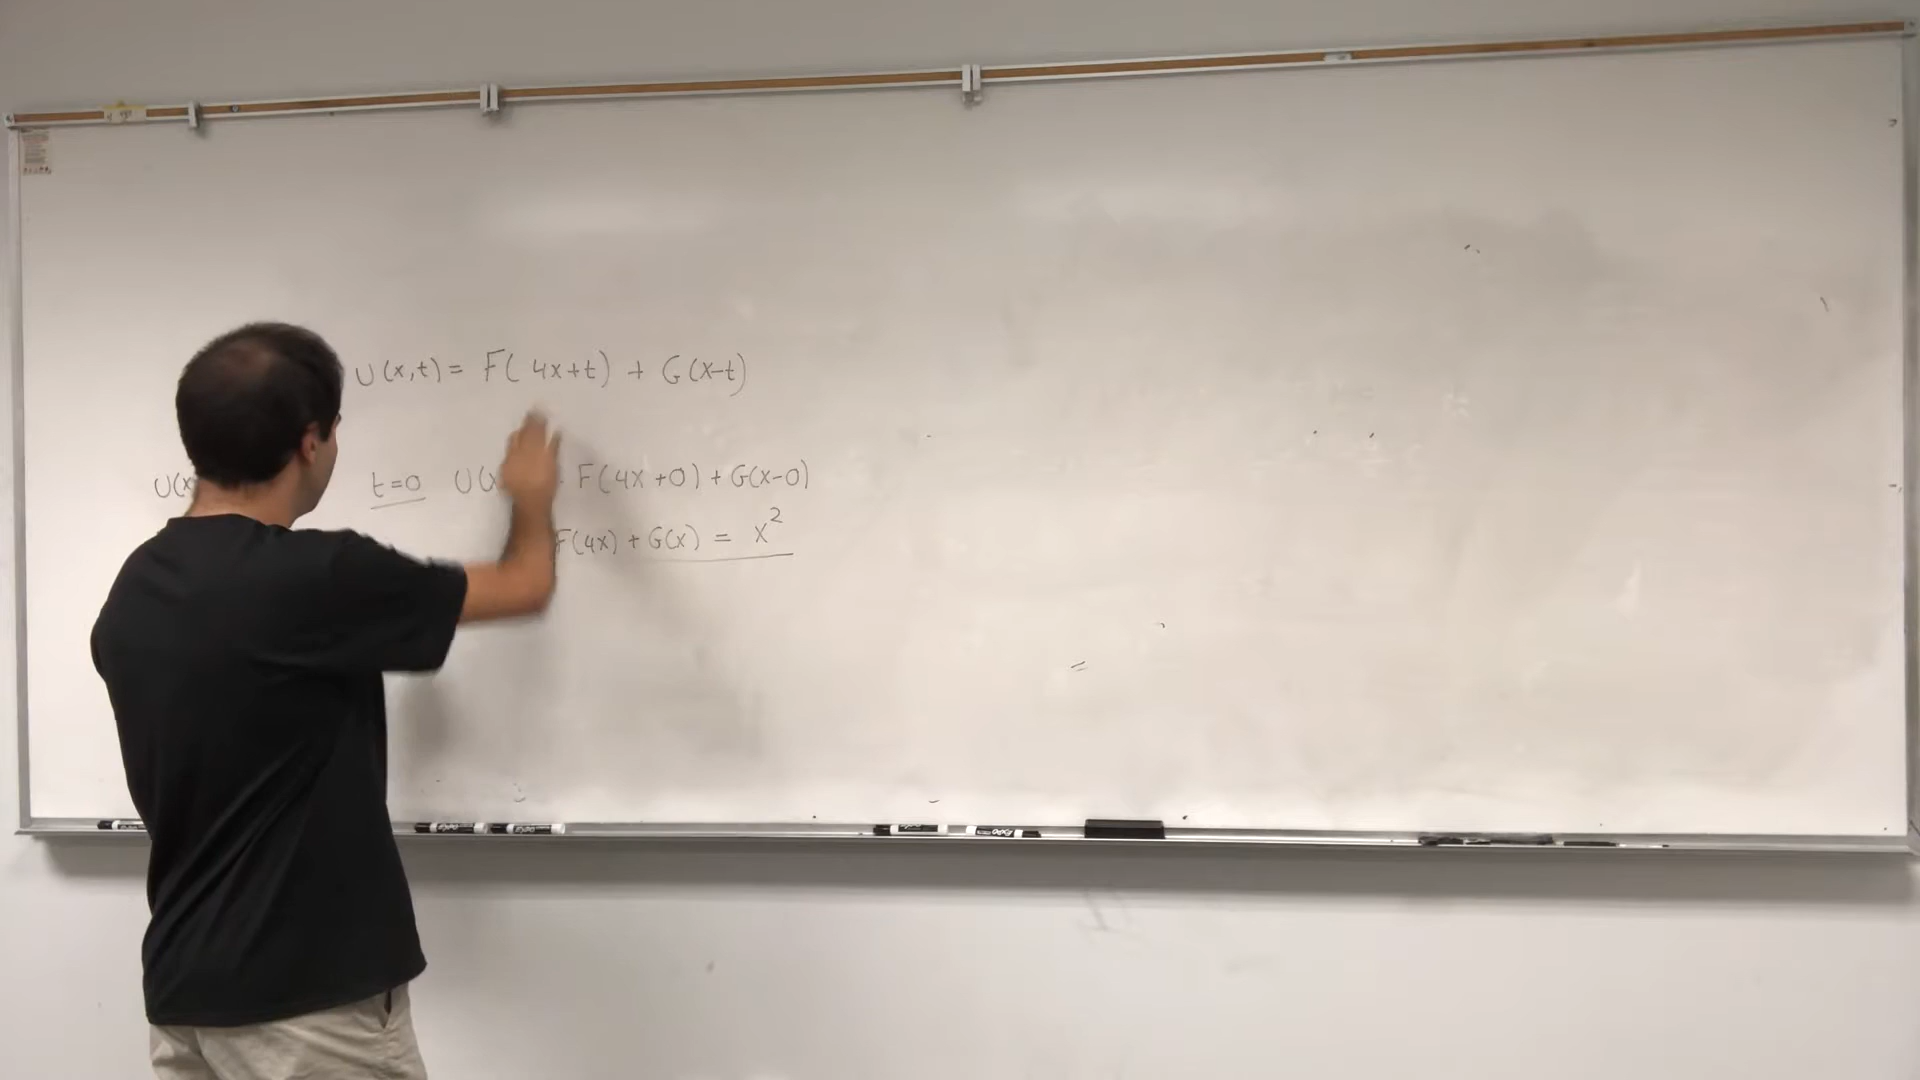 U(x,t) = F( 4x+t) + G(x-t)
U(x t=0 U(x F(4x +0) + G(x-0)
F(4x) + G(x) = x²